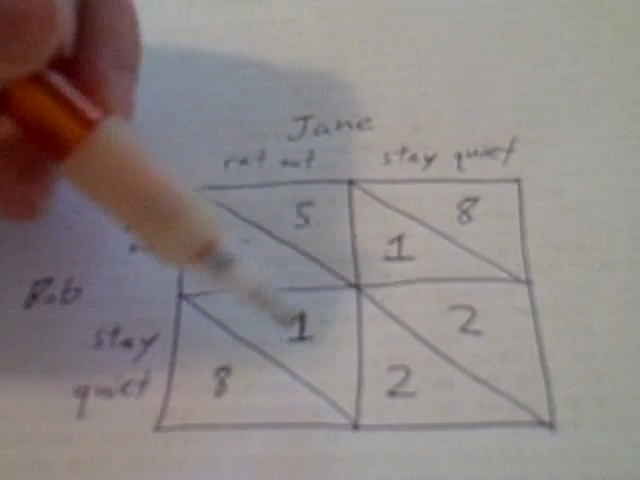 Jane
rat out stay quiet
5 8
1
Bob
stay 1 2
quiet 8 2